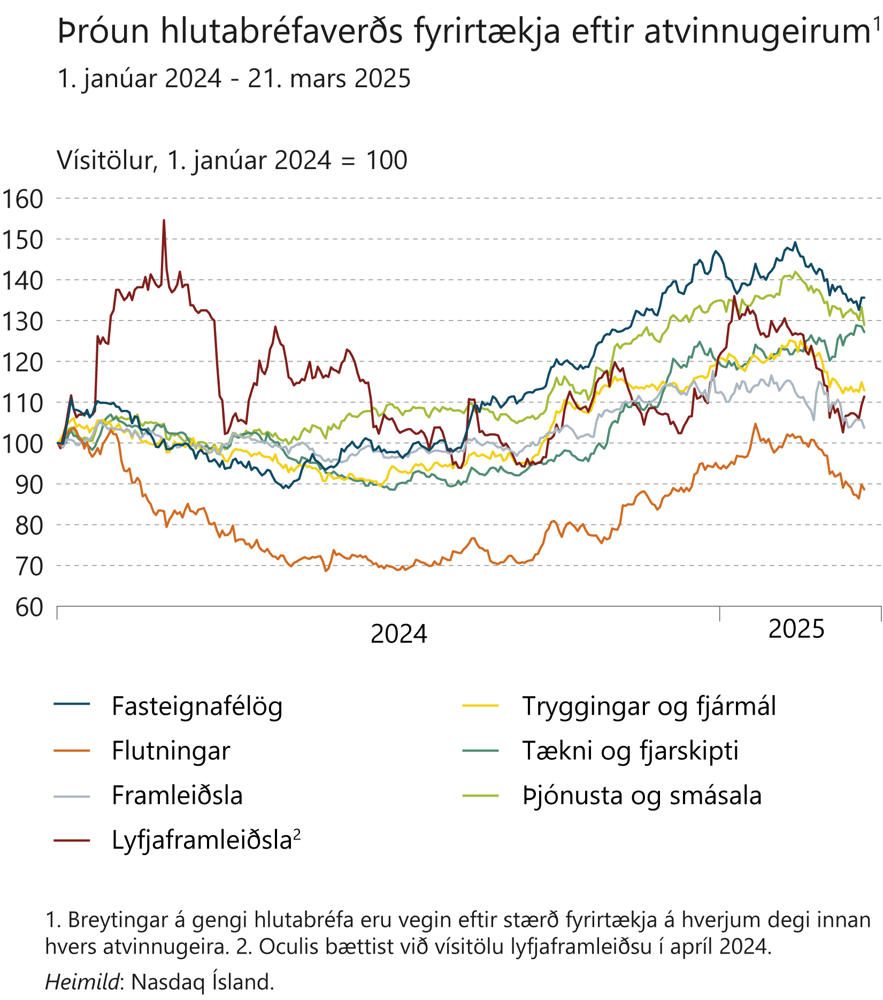 Þróun hlutabréfaverðs fyrirtækja eftir atvinnugeirum¹
1. janúar 2024 - 21. mars 2025
Vísitölur, 1. janúar 2024 = 100
160
150
140
130
120
110
100
90
80
70
60
2024
2025
Fasteignafélög
Flutningar
Framleiðsla
Lyfjaframleiðsla²
Tryggingar og fjármál
Tækni og fjarskipti
Þjónusta og smásala
1. Breytingar á gengi hlutabréfa eru vegin eftir stærð fyrirtækja á hverjum degi innan
hvers atvinnugeira. 2. Oculis bættist við vísitölu lyfjaframleiðsu í apríl 2024.
Heimild: Nasdaq Ísland.